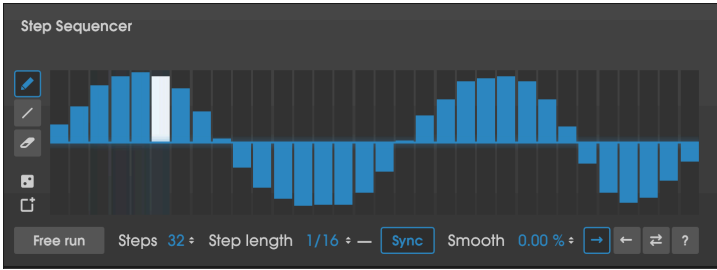 Step Sequencer
Free run Steps 32 Step length 1/16 Sync Smooth 0.00 % ?